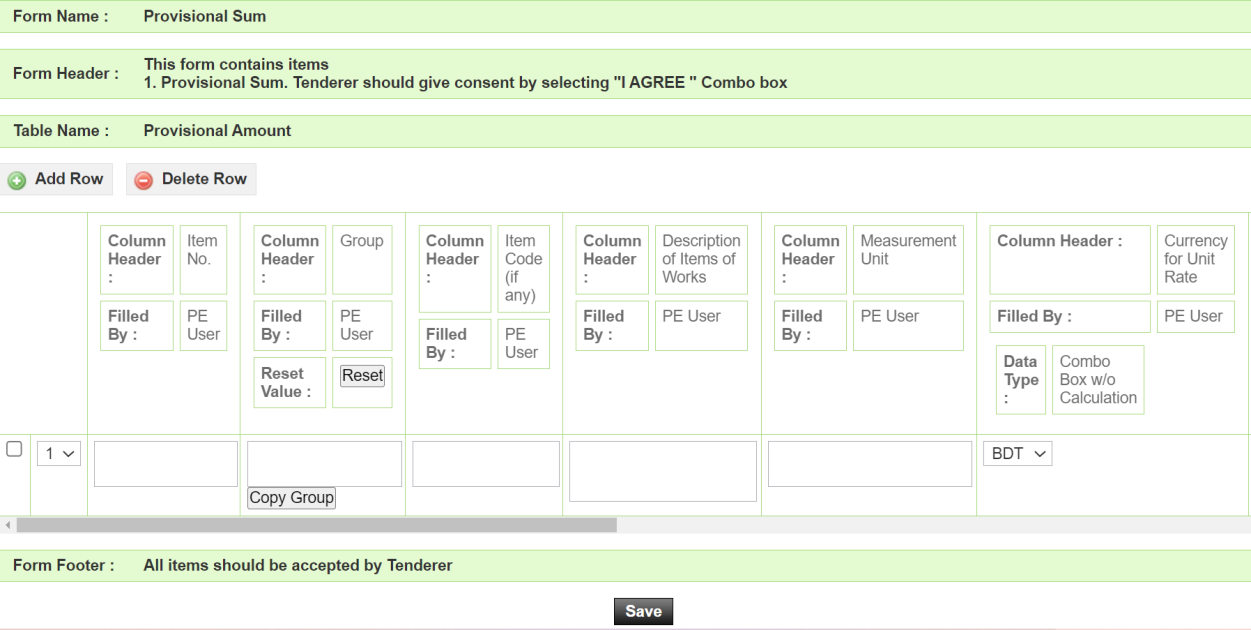 Form Name : Provisional Sum
Form Header : This form contains items
1. Provisional Sum. Tenderer should give consent by selecting "I AGREE " Combo box
Table Name : Provisional Amount
Add Row Delete Row
Column Header : Item No.
Filled By : PE User
Column Header : Group
Filled By : PE User
Reset Value : Reset
Column Header : Item Code (if any)
Filled By : PE User
Column Header : Description of Items of Works
Filled By : PE User
Column Header : Measurement Unit
Filled By : PE User
Column Header : Currency for Unit Rate
Filled By : PE User
Data Type : Combo Box w/o Calculation
1
Copy Group
BDT
Form Footer : All items should be accepted by Tenderer
Save